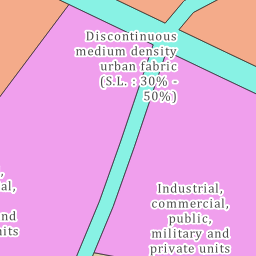 Discontinuous
medium density
urban fabric
(S.L. : 30% -
50%)
Industrial,
commercial,
public,
military and
private units